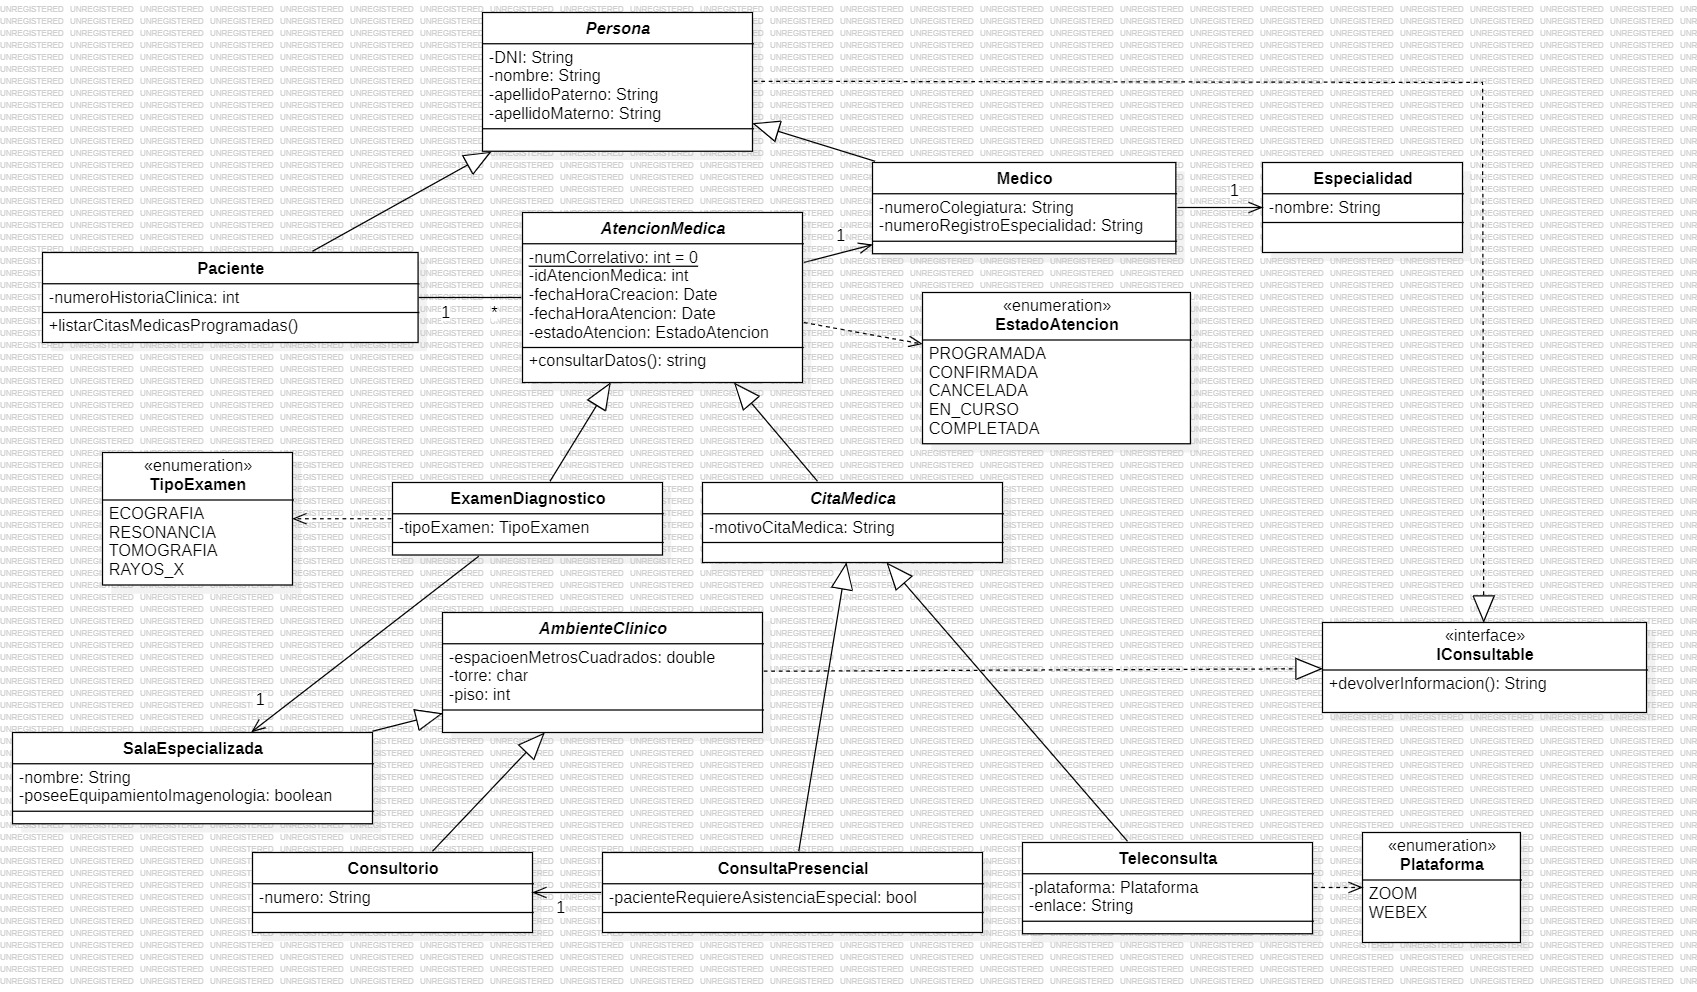 Persona
-DNI: String
-nombre: String
-apellidoPaterno: String
-apellidoMaterno: String
Medico
-numeroColegiatura: String
-numeroRegistroEspecialidad: String
1
Especialidad
-nombre: String
Paciente
-numeroHistoriaClinica: int
+listarCitasMedicasProgramadas()
1
*
AtencionMedica
-numCorrelativo: int = 0
-idAtencionMedica: int
-fechaHoraCreacion: Date
-fechaHoraAtencion: Date
-estadoAtencion: EstadoAtencion
+consultarDatos(): string
1
«enumeration»
EstadoAtencion
PROGRAMADA
CONFIRMADA
CANCELADA
EN_CURSO
COMPLETADA
«enumeration»
TipoExamen
ECOGRAFIA
RESONANCIA
TOMOGRAFIA
RAYOS_X
ExamenDiagnostico
-tipoExamen: TipoExamen
CitaMedica
-motivoCitaMedica: String
AmbienteClinico
-espacioenMetrosCuadrados: double
-torre: char
-piso: int
«interface»
IConsultable
+devolverInformacion(): String
1
SalaEspecializada
-nombre: String
-poseeEquipamientoImagenologia: boolean
Consultorio
-numero: String
1
ConsultaPresencial
-pacienteRequiereAsistenciaEspecial: bool
Teleconsulta
-plataforma: Plataforma
-enlace: String
«enumeration»
Plataforma
ZOOM
WEBEX
UNREGISTERED